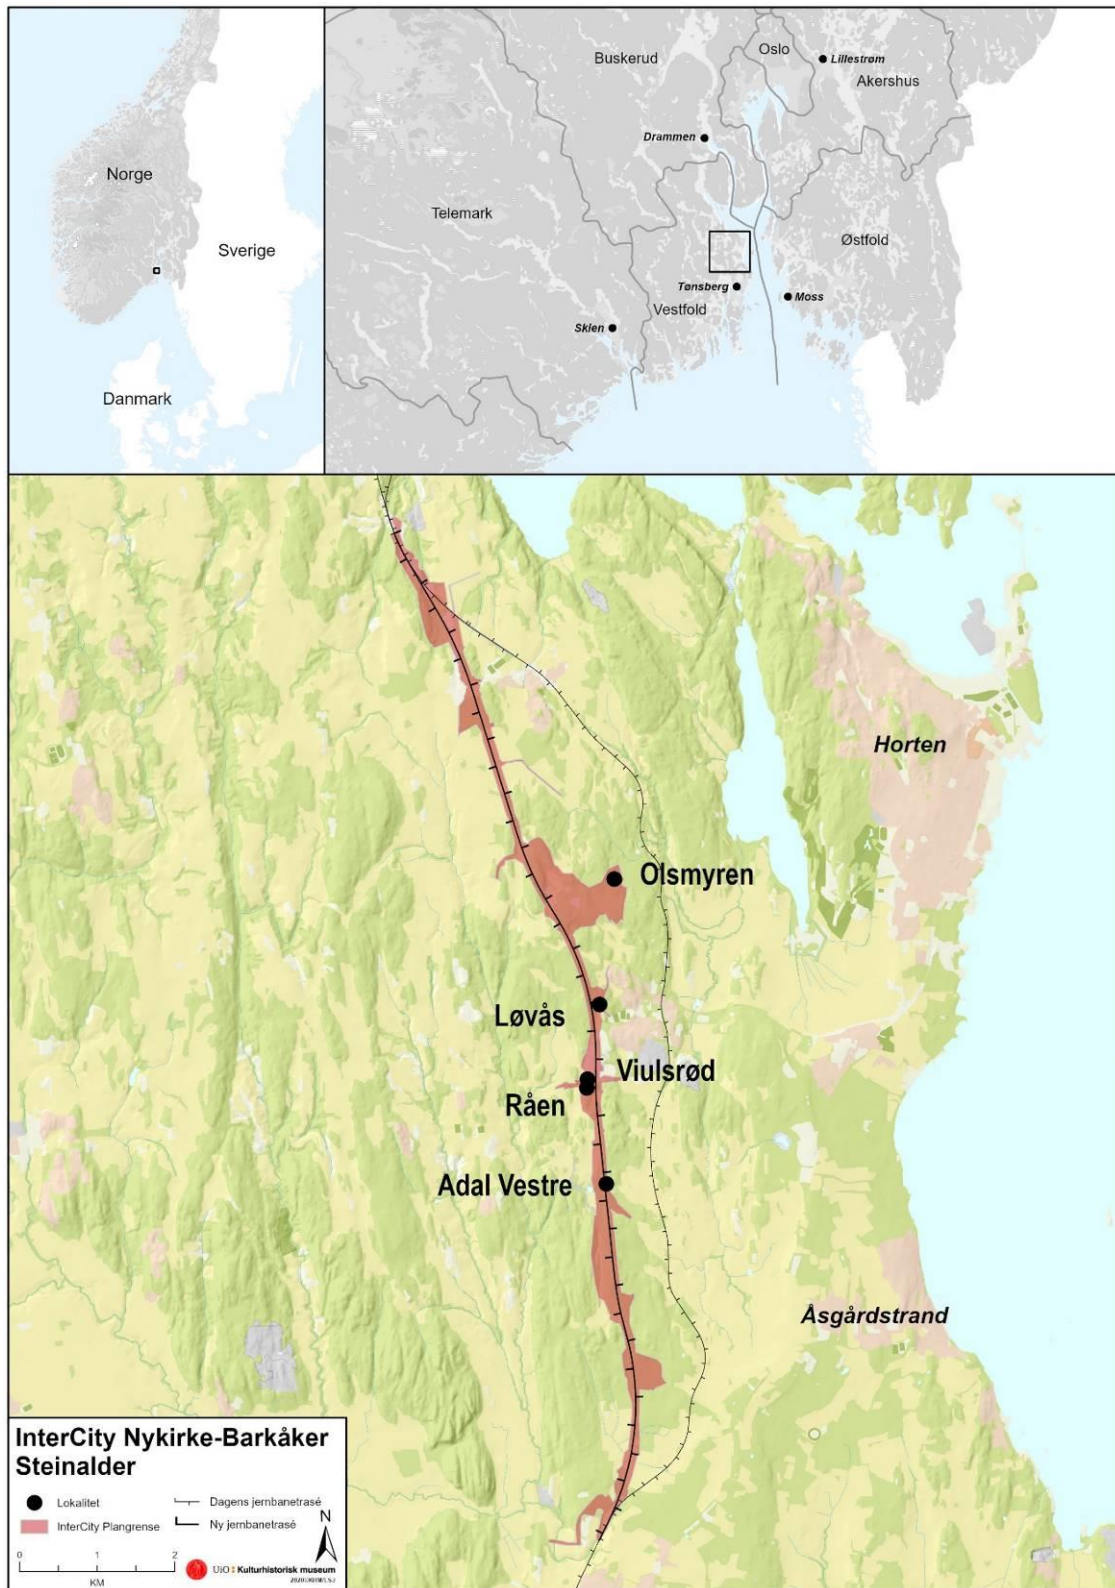 Norge
Sverige
Danmark
Buskerud
Oslo
Lillestrøm
Akershus
Drammen
Telemark
Østfold
Tønsberg
Moss
Vestfold
Skien
Horten
Olsmyren
Løvås
Viulsrød
Råen
Adal Vestre
Åsgårdstrand
InterCity Nykirke-Barkåker
Steinalder
Lokalitet
Dagens jernbanetrasé
InterCity Plangrense
Ny jernbanetrasé
N
0 1 2
KM
UiO Kulturhistorisk museum